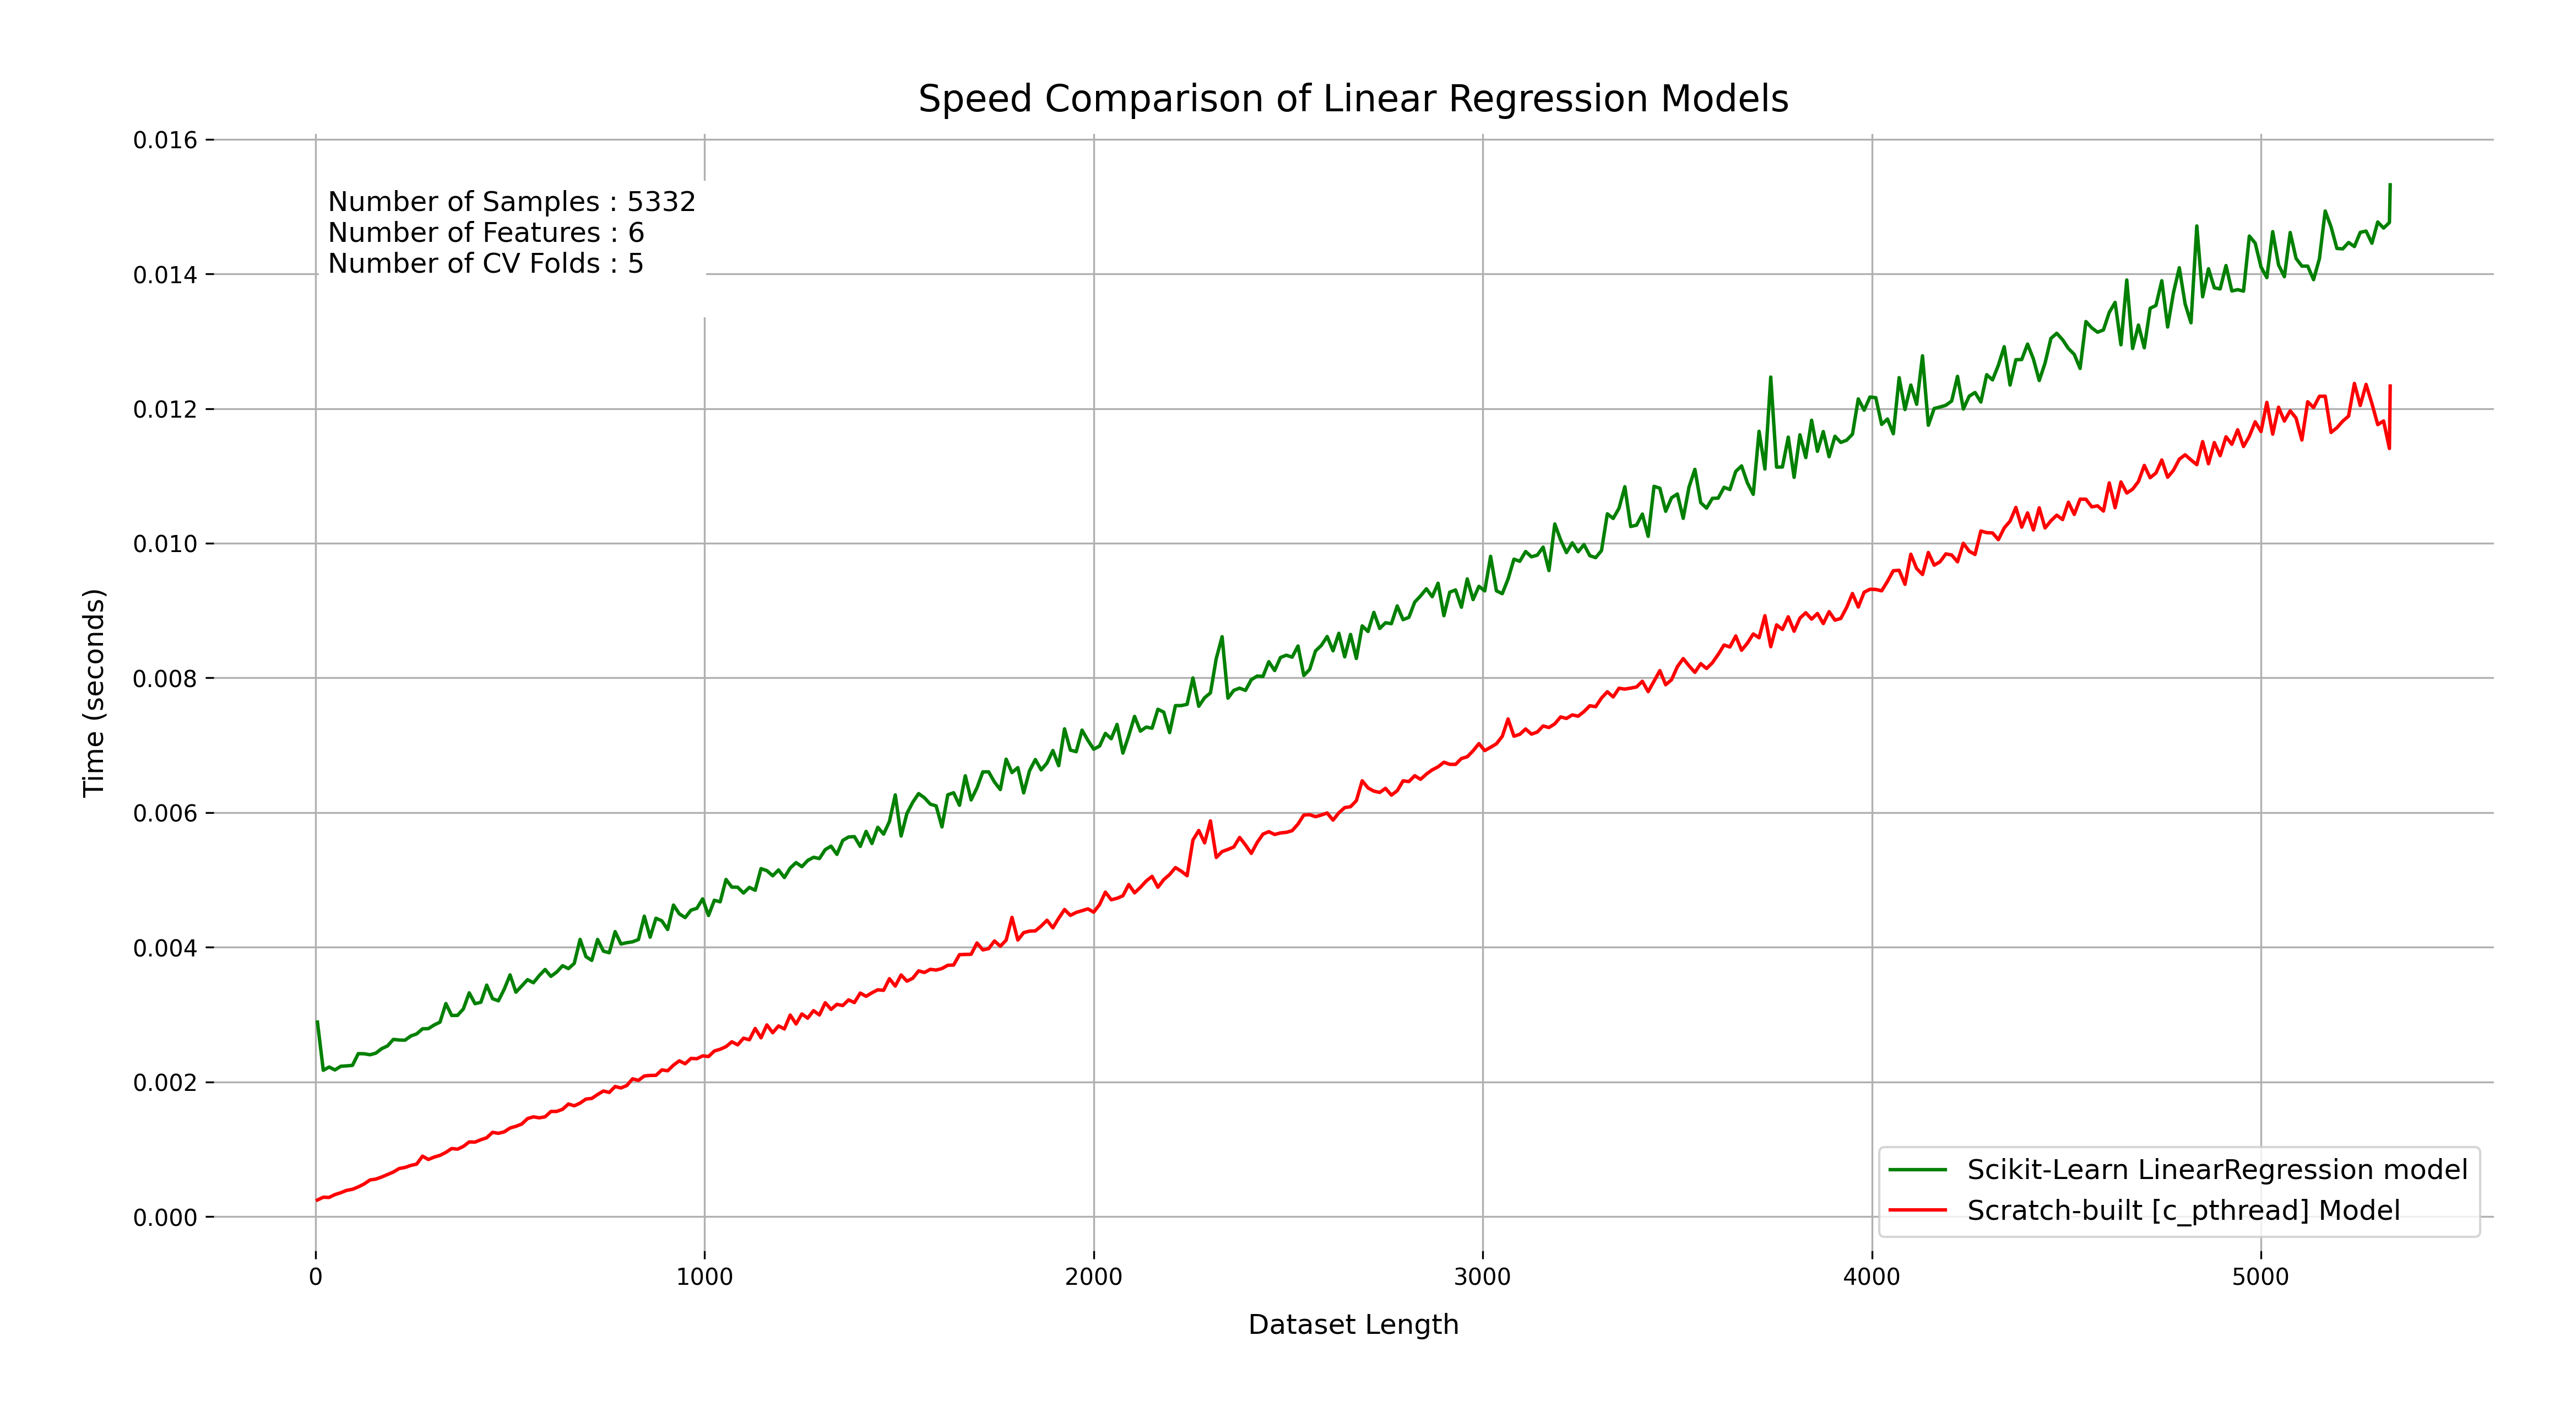 Speed Comparison of Linear Regression Models
0.016
0.014
0.012
0.010
0.008
0.006
0.004
0.002
0.000
Time (seconds)
Number of Samples : 5332
Number of Features : 6
Number of CV Folds : 5
Scikit-Learn LinearRegression model
Scratch-built [c_pthread] Model
0 1000 2000 3000 4000 5000
Dataset Length